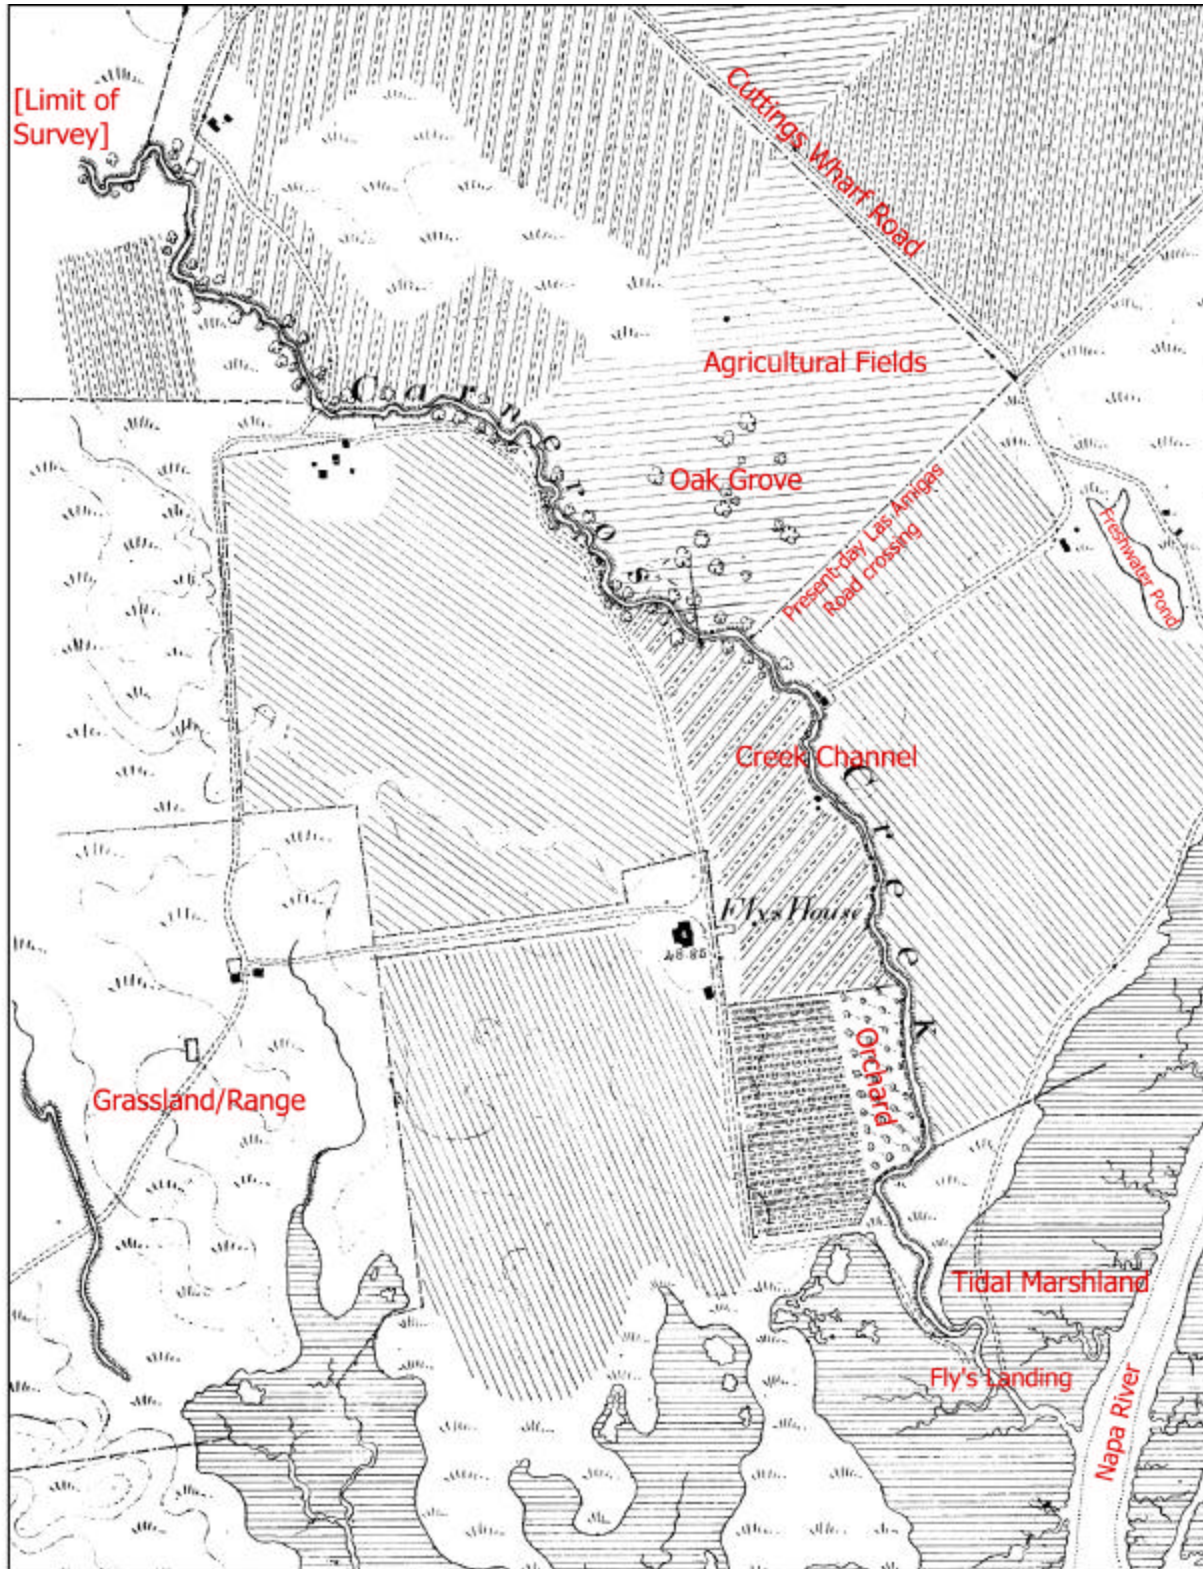 [Limit of
Survey]
Cuttings Wharf Road
Agricultural Fields
Carneros
Oak Grove
Present-day Las Amigas
Road crossing
Freshwater Pond
Creek Channel
Creek
Flys House
Orchard
Grassland/Range
Tidal Marshland
Fly's Landing
Napa River